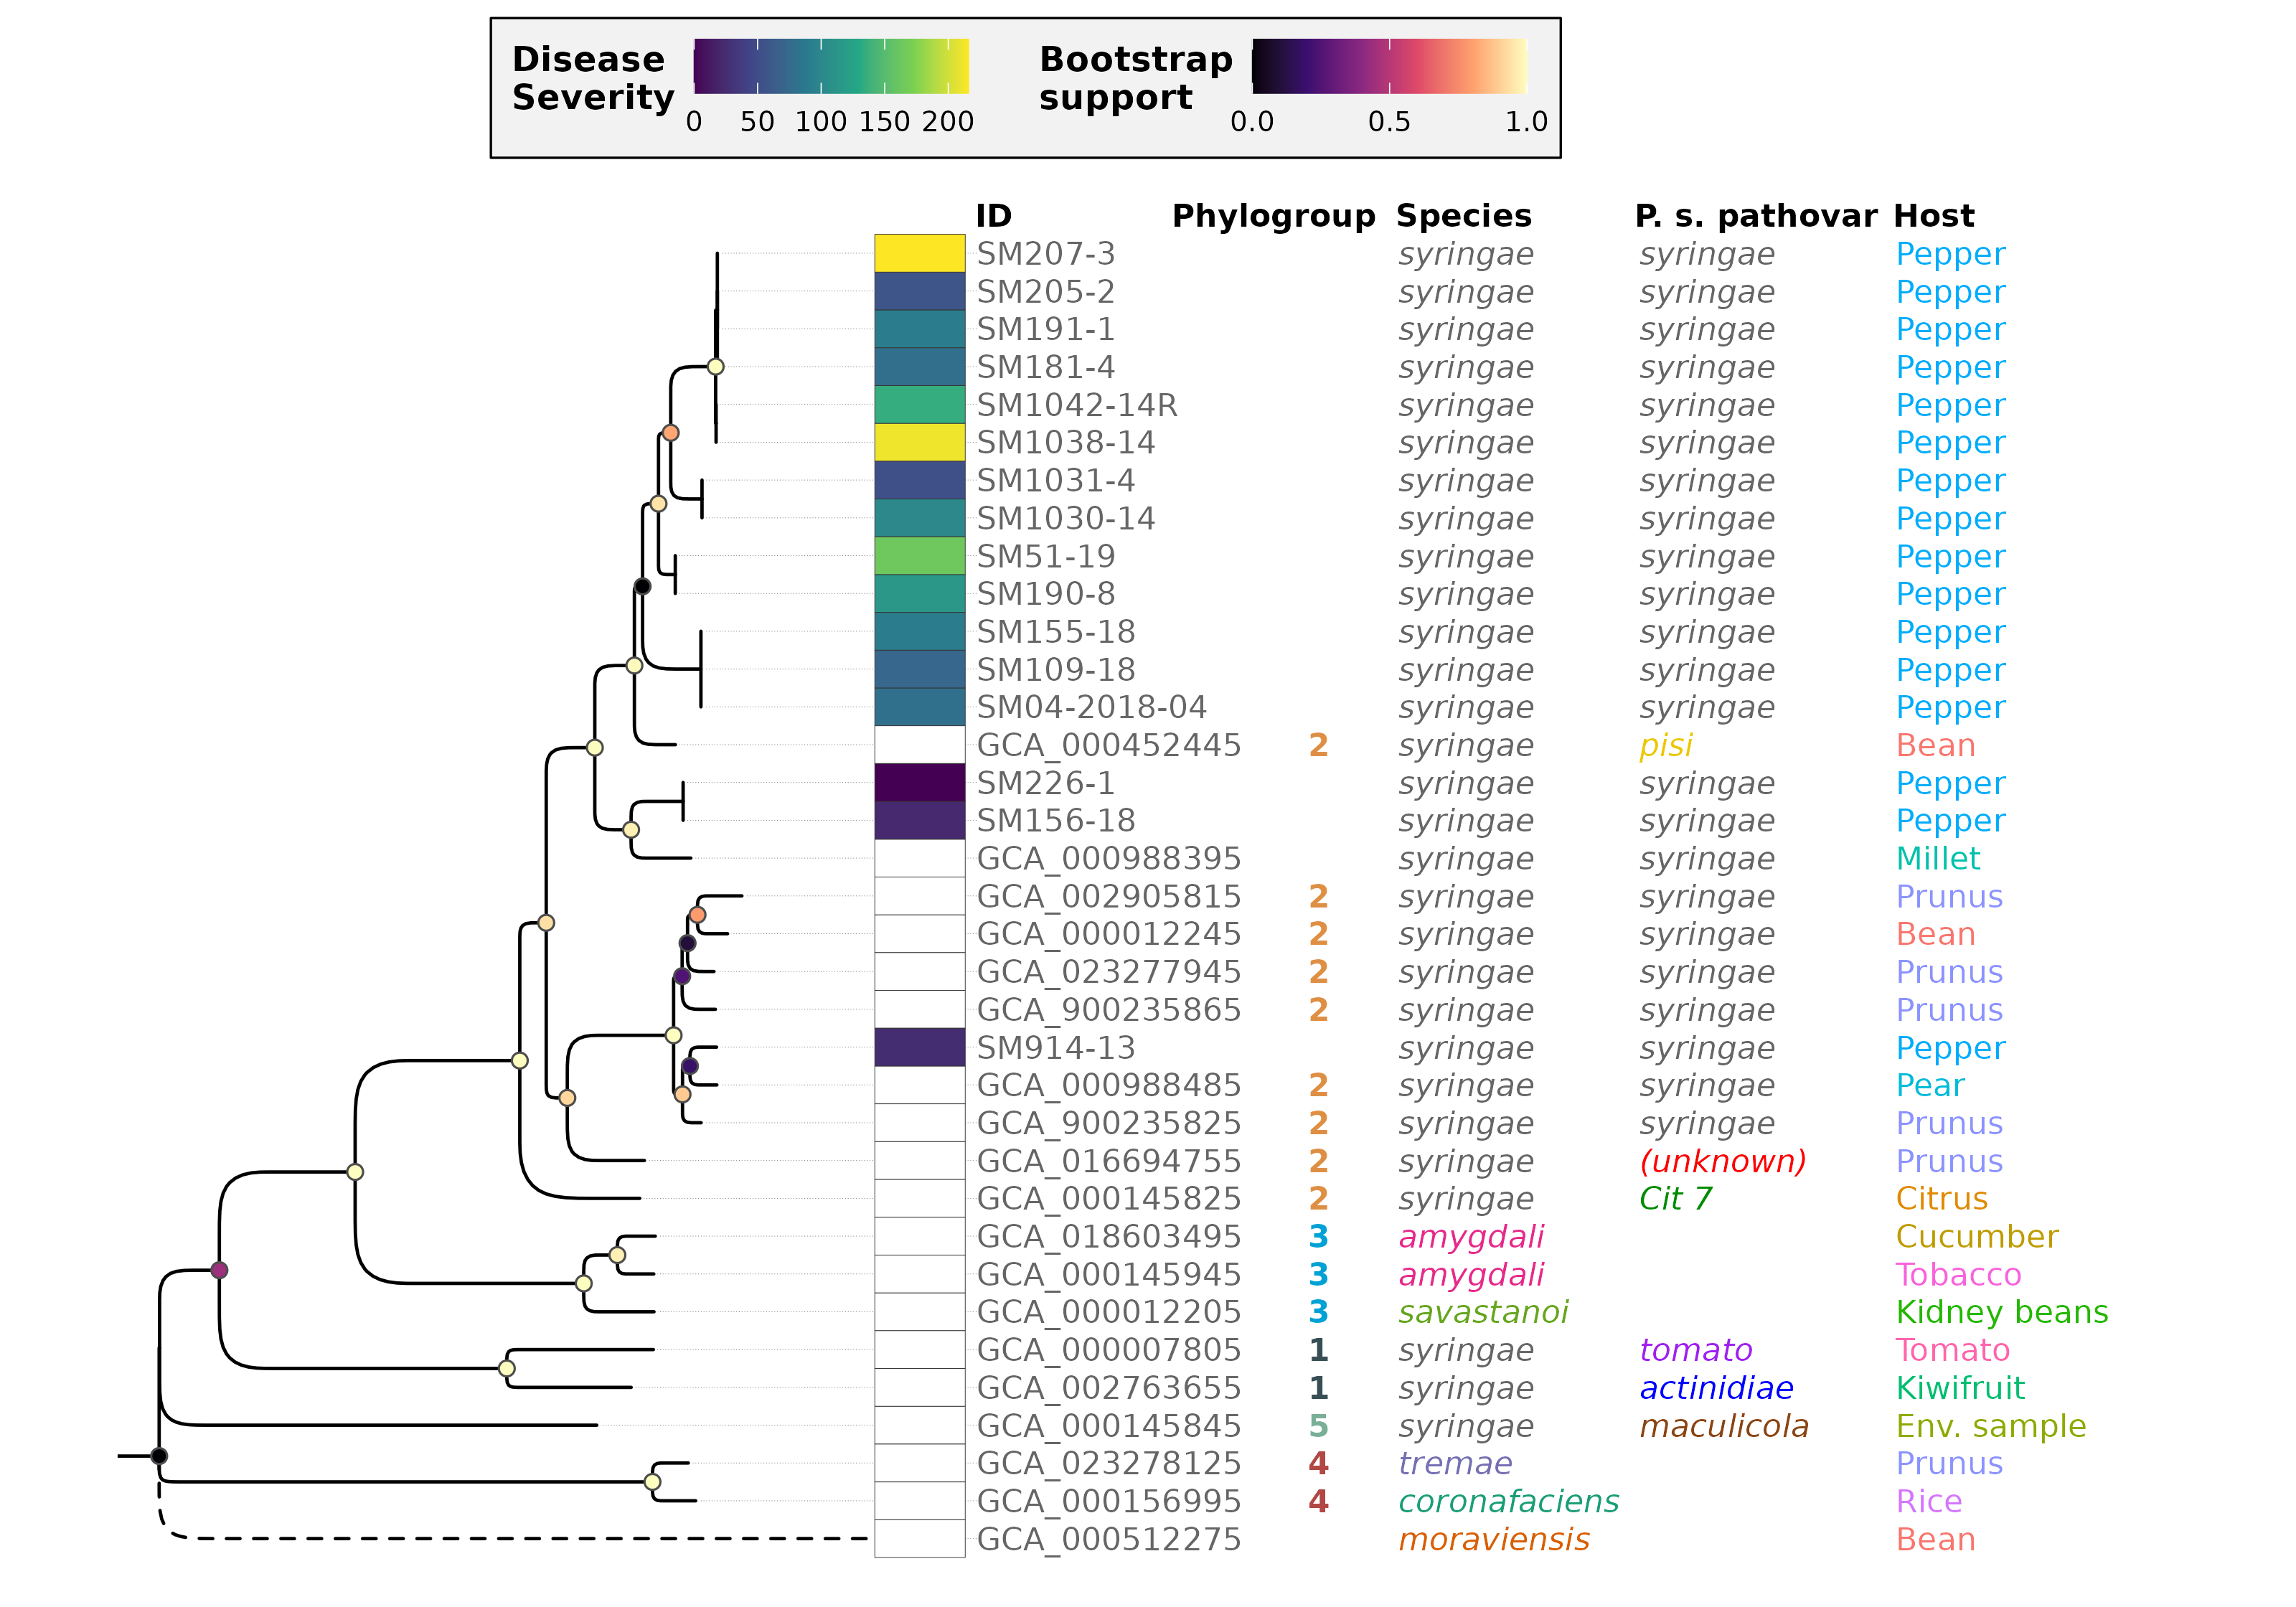 Disease Severity
0 50 100 150 200
Bootstrap support
0.0 0.5 1.0
ID Phylogroup Species P. s. pathovar Host
SM207-3 syringae syringae Pepper
SM205-2 syringae syringae Pepper
SM191-1 syringae syringae Pepper
SM181-4 syringae syringae Pepper
SM1042-14R syringae syringae Pepper
SM1038-14 syringae syringae Pepper
SM1031-4 syringae syringae Pepper
SM1030-14 syringae syringae Pepper
SM51-19 syringae syringae Pepper
SM190-8 syringae syringae Pepper
SM155-18 syringae syringae Pepper
SM109-18 syringae syringae Pepper
SM04-2018-04 syringae syringae Pepper
GCA_000452445 2 syringae pisi Bean
SM226-1 syringae syringae Pepper
SM156-18 syringae syringae Pepper
GCA_000988395 syringae syringae Millet
GCA_002905815 2 syringae syringae Prunus
GCA_000012245 2 syringae syringae Bean
GCA_023277945 2 syringae syringae Prunus
GCA_900235865 2 syringae syringae Prunus
SM914-13 syringae syringae Pepper
GCA_000988485 2 syringae syringae Pear
GCA_900235825 2 syringae syringae Prunus
GCA_016694755 2 syringae (unknown) Prunus
GCA_000145825 2 syringae Cit 7 Citrus
GCA_018603495 3 amygdali Cucumber
GCA_000145945 3 amygdali Tobacco
GCA_000012205 3 savastanoi Kidney beans
GCA_000007805 1 syringae tomato Tomato
GCA_002763655 1 syringae actinidiae Kiwifruit
GCA_000145845 5 syringae maculicola Env. sample
GCA_023278125 4 tremae Prunus
GCA_000156995 4 coronafaciens Rice
GCA_000512275 moraviensis Bean